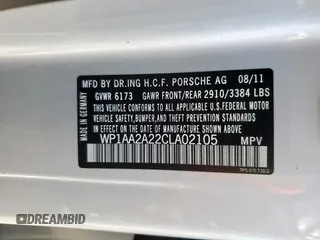 MFD BY DR.ING H.C.F. PORSCHE AG 08/11
GVWR 6173 GAWR FRONT/REAR 2910/3384 LBS
MADE IN GERMANY
THIS VEHICLE CONFORMS TO ALL APPLICABLE
U.S.FEDERAL MOTOR
VEHICLE SAFETY,BUMPER,AND THEFT
PREVENTION STANDARDS IN EFFECT ON THE
DATE OF MANUFACTURE SHOWN ABOVE.
WP1AA2A22CLA02105 MPV
DREAMBID